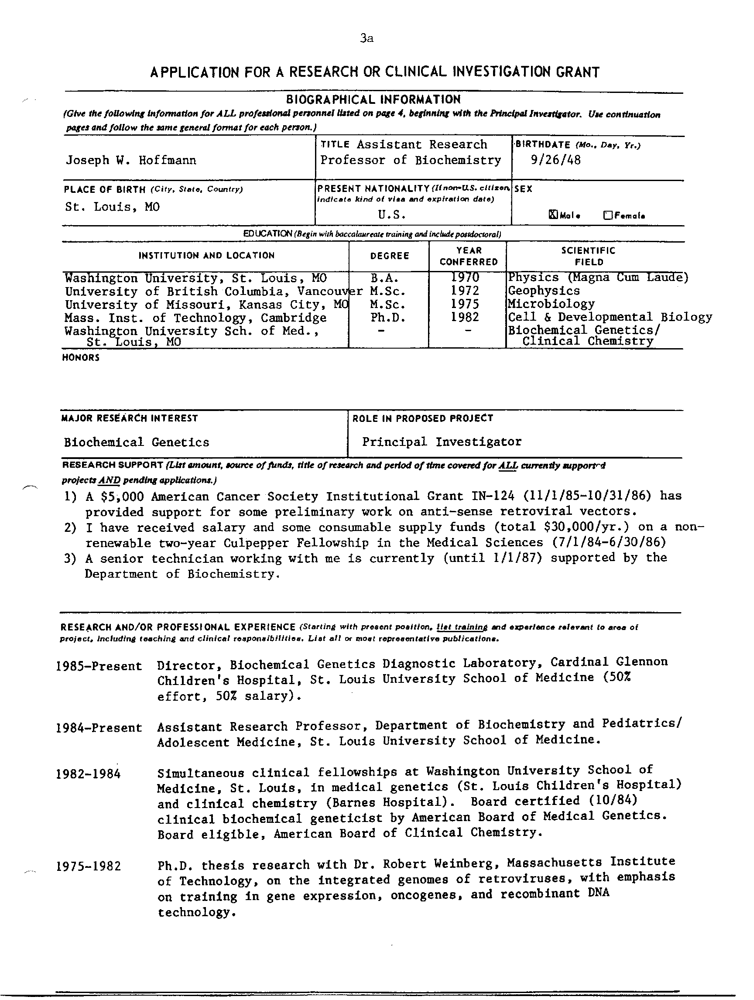 3a
APPLICATION FOR A RESEARCH OR CLINICAL INVESTIGATION GRANT
BIOGRAPHICAL INFORMATION
(Give the following information for ALL professional personnel listed on page 4, beginning with the Principal Investigator. Use continuation
pages and follow the same general format for each person.)
Joseph W. Hoffmann
TITLE Assistant Research
Professor of Biochemistry
BIRTHDATE (Mo., Day, Yr.)
9/26/48
PLACE OF BIRTH (City, State, Country)
St. Louis, MO
PRESENT NATIONALITY (If non-U.S. citizen,
indicate kind of visa and expiration date)
U.S.
SEX
X Male Female
EDUCATION (Begin with baccalaureate training and include postdoctoral)
INSTITUTION AND LOCATION DEGREE YEAR CONFERRED SCIENTIFIC FIELD
Washington University, St. Louis, MO B.A. 1970 Physics (Magna Cum Laude)
University of British Columbia, Vancouver M.Sc. 1972 Geophysics
University of Missouri, Kansas City, MO M.Sc. 1975 Microbiology
Mass. Inst. of Technology, Cambridge Ph.D. 1982 Cell & Developmental Biology
Washington University Sch. of Med., - - Biochemical Genetics/
St. Louis, MO Clinical Chemistry
HONORS
MAJOR RESEARCH INTEREST
Biochemical Genetics
ROLE IN PROPOSED PROJECT
Principal Investigator
RESEARCH SUPPORT (List amount, source of funds, title of research and period of time covered for ALL currently supported
projects AND pending applications.)
1) A $5,000 American Cancer Society Institutional Grant IN-124 (11/1/85-10/31/86) has
provided support for some preliminary work on anti-sense retroviral vectors.
2) I have received salary and some consumable supply funds (total $30,000/yr.) on a non-
renewable two-year Culpepper Fellowship in the Medical Sciences (7/1/84-6/30/86)
3) A senior technician working with me is currently (until 1/1/87) supported by the
Department of Biochemistry.
RESEARCH AND/OR PROFESSIONAL EXPERIENCE (Starting with present position, list training and experience relevant to area of
project, including teaching and clinical responsibilities. List all or most representative publications.
1985-Present Director, Biochemical Genetics Diagnostic Laboratory, Cardinal Glennon
Children's Hospital, St. Louis University School of Medicine (50%
effort, 50% salary).
1984-Present Assistant Research Professor, Department of Biochemistry and Pediatrics/
Adolescent Medicine, St. Louis University School of Medicine.
1982-1984 Simultaneous clinical fellowships at Washington University School of
Medicine, St. Louis, in medical genetics (St. Louis Children's Hospital)
and clinical chemistry (Barnes Hospital). Board certified (10/84)
clinical biochemical geneticist by American Board of Medical Genetics.
Board eligible, American Board of Clinical Chemistry.
1975-1982 Ph.D. thesis research with Dr. Robert Weinberg, Massachusetts Institute
of Technology, on the integrated genomes of retroviruses, with emphasis
on training in gene expression, oncogenes, and recombinant DNA
technology.